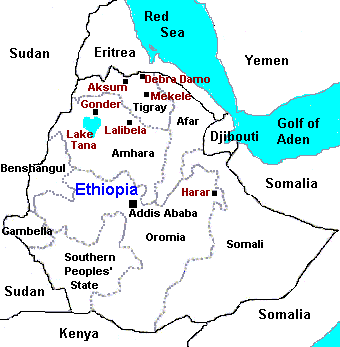 Red
Sea
Sudan
Eritrea
Yemen
Debra Damo
Aksum
Mekele
Gonder
Tigray
Afar
Lake
Tana
Lalibela
Golf of
Aden
Djibouti
Amhara
Benshangul
Somalia
Ethiopia
Harar
Addis Ababa
Gambella
Oromia
Somali
Southern
Peoples'
State
Sudan
Somalia
Kenya